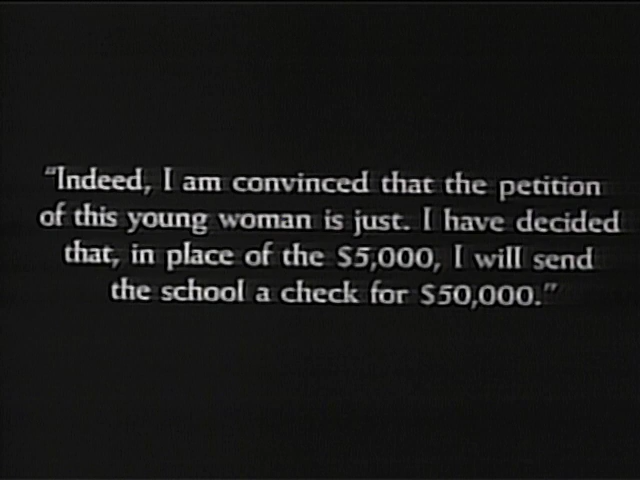 “Indeed, I am convinced that the petition
of this young woman is just. I have decided
that, in place of the $5,000, I will send
the school a check for $50,000.”